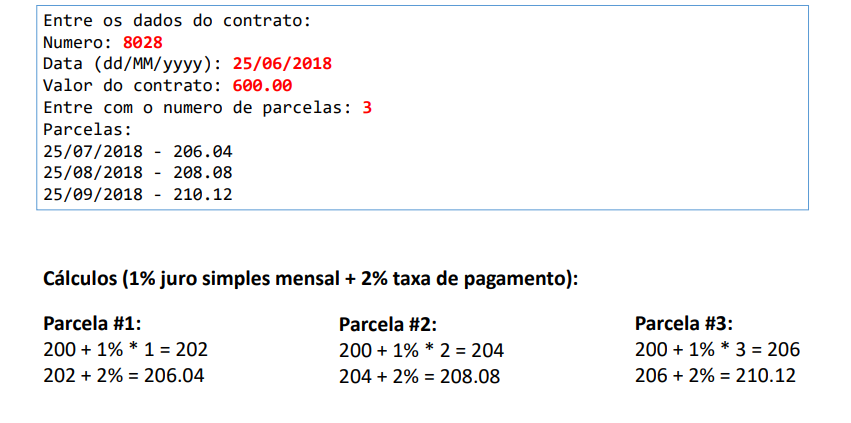 Entre os dados do contrato:
Numero: 8028
Data (dd/MM/yyyy): 25/06/2018
Valor do contrato: 600.00
Entre com o numero de parcelas: 3
Parcelas:
25/07/2018 - 206.04
25/08/2018 - 208.08
25/09/2018 - 210.12
Cálculos (1% juro simples mensal + 2% taxa de pagamento):
Parcela #1:
200 + 1% * 1 = 202
202 + 2% = 206.04
Parcela #2:
200 + 1% * 2 = 204
204 + 2% = 208.08
Parcela #3:
200 + 1% * 3 = 206
206 + 2% = 210.12